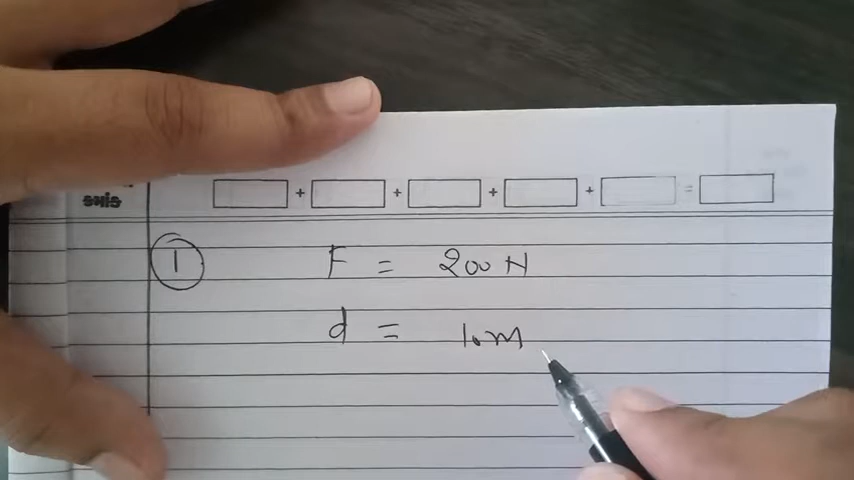 + + + + =
① F = 200 N
d = 10m